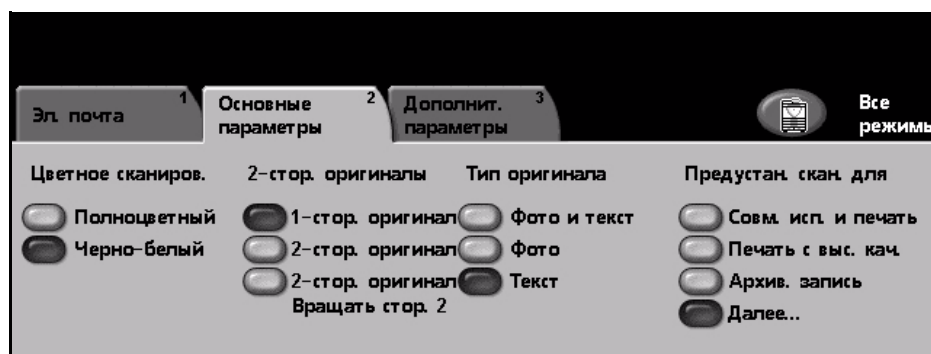 Эл. почта 1
Основные параметры 2
Дополнит. параметры 3
Все режимы
Цветное сканиров.
Полноцветный
Черно-белый
2-стор. оригиналы
1-стор. оригинал
2-стор. оригинал
2-стор. оригинал
Вращать стор. 2
Тип оригинала
Фото и текст
Фото
Текст
Предустан. скан. для
Совм. исп. и печать
Печать с выс. кач.
Архив. запись
Далее...